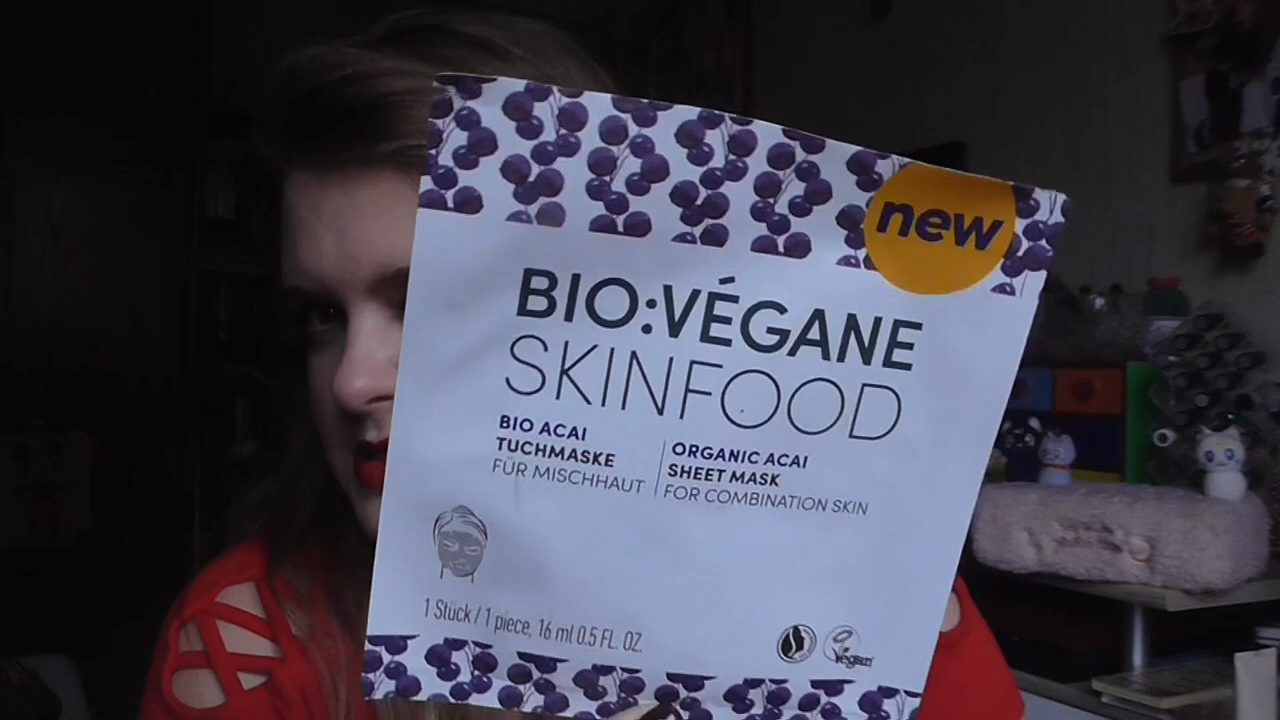 new
BIO:VÉGANE
SKINFOOD
BIO ACAI
TUCHMASKE
FÜR MISCHHAUT
ORGANIC ACAI
SHEET MASK
FOR COMBINATION SKIN
1 Stück / 1 piece, 16 ml 0.5 FL. OZ.
Vegan